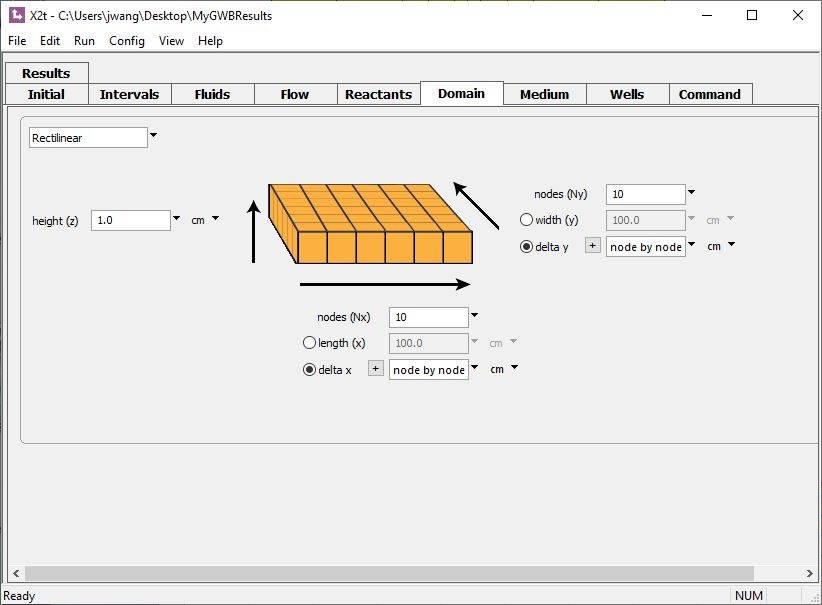 X2t - C:\Users\jwang\Desktop\MyGWBResults
File Edit Run Config View Help
Results
Initial Intervals Fluids Flow Reactants Domain Medium Wells Command
Rectilinear
height (z) 1.0 cm
nodes (Ny) 10
width (y) 100.0 cm
delta y + node by node cm
nodes (Nx) 10
length (x) 100.0 cm
delta x + node by node cm
Ready NUM